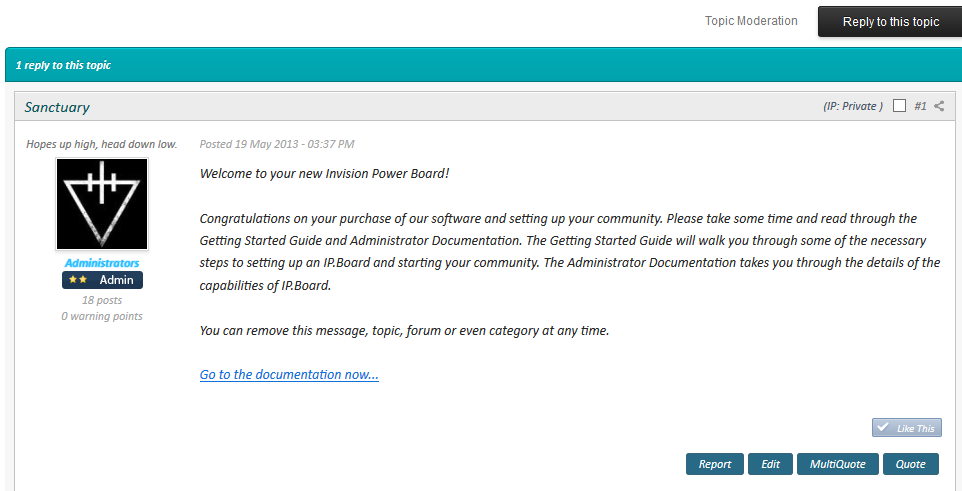 Topic Moderation
Reply to this topic
1 reply to this topic
Sanctuary
(IP: Private )
#1
Hopes up high, head down low.
Posted 19 May 2013 - 03:37 PM
Welcome to your new Invision Power Board!
Congratulations on your purchase of our software and setting up your community. Please take some time and read through the
Getting Started Guide and Administrator Documentation. The Getting Started Guide will walk you through some of the necessary
steps to setting up an IP.Board and starting your community. The Administrator Documentation takes you through the details of the
capabilities of IP.Board.
Administrators
Admin
18 posts
0 warning points
You can remove this message, topic, forum or even category at any time.
Go to the documentation now...
Like This
Report
Edit
MultiQuote
Quote